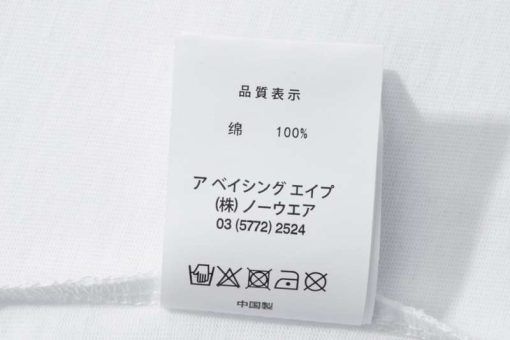 品質表示
绵 100%
ア ベイシング エイプ
(株) ノーウエア
03 (5772) 2524
中国製